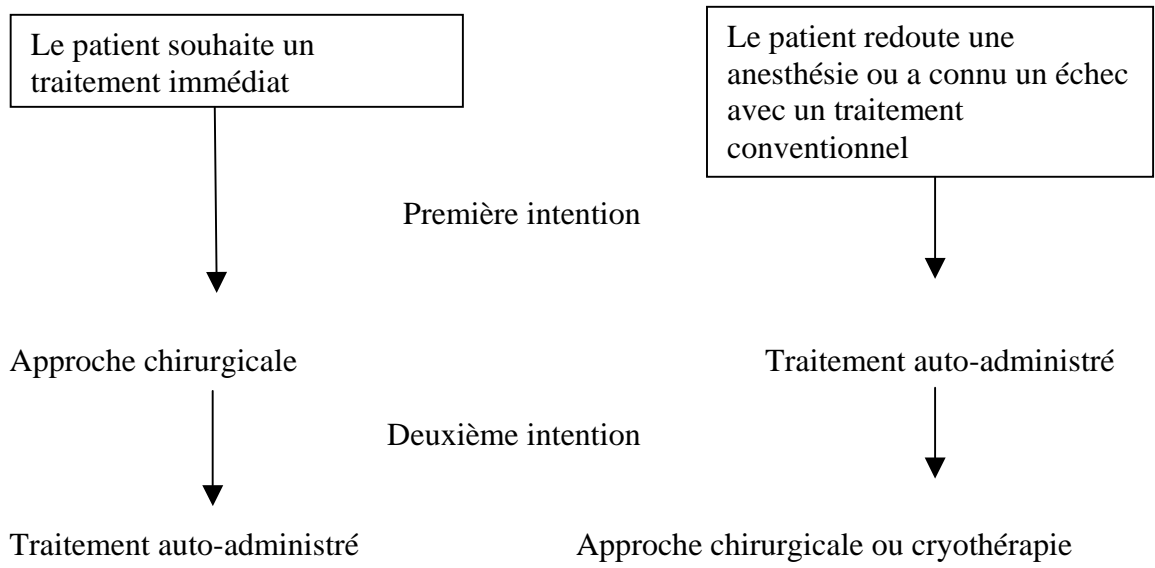 Le patient souhaite un
traitement immédiat
Le patient redoute une
anesthésie ou a connu un échec
avec un traitement
conventionnel
Première intention
Approche chirurgicale
Traitement auto-administré
Deuxième intention
Traitement auto-administré
Approche chirurgicale ou cryothérapie